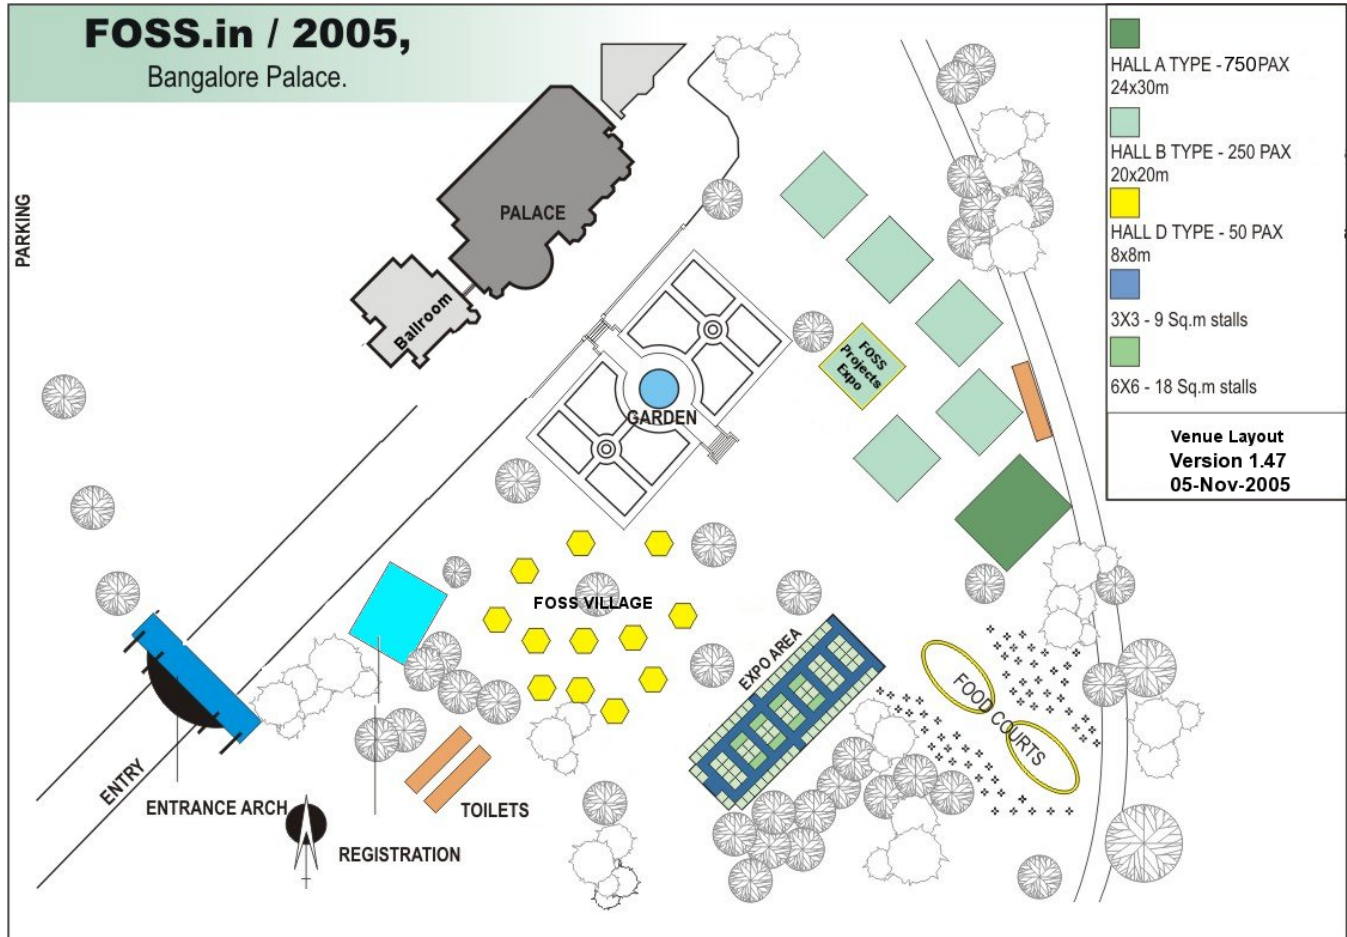 FOSS.in / 2005,
Bangalore Palace.
HALL A TYPE - 750 PAX
24x30m
HALL B TYPE - 250 PAX
20x20m
HALL D TYPE - 50 PAX
8x8m
3X3 - 9 Sq.m stalls
6X6 - 18 Sq.m stalls
Venue Layout
Version 1.47
05-Nov-2005
PARKING
PALACE
Ballroom
FOSS
Projects
Expo
GARDEN
FOSS VILLAGE
EXPO AREA
FOOD COURTS
ENTRY
ENTRANCE ARCH
TOILETS
REGISTRATION